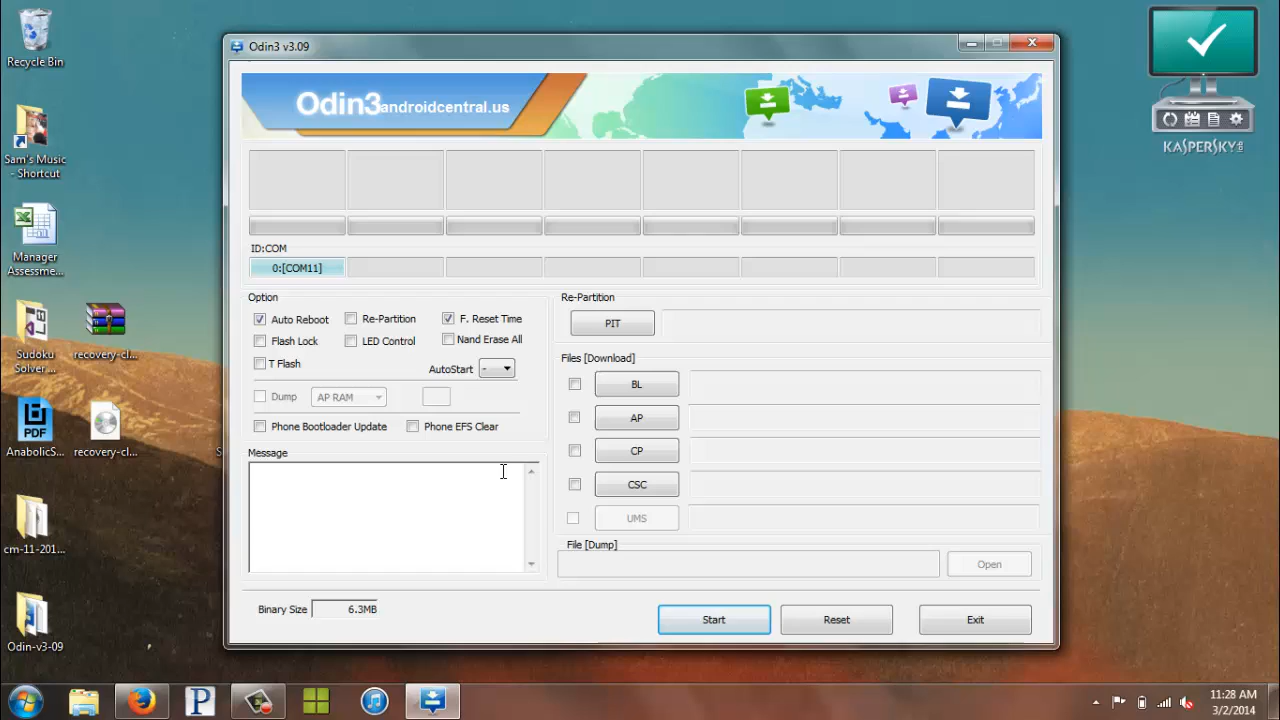 Recycle Bin
Sam's Music
- Shortcut
Manager
Assessme...
Sudoku
Solver ...
recovery-cl...
PDF
AnabolicS...
recovery-cl...
S
cm-11-201...
Odin-v3-09
Odin3 v3.09
Odin3androidcentral.us
ID:COM
0:[COM11]
Option
Auto Reboot
Re-Partition
F. Reset Time
Flash Lock
LED Control
Nand Erase All
T Flash
AutoStart
-
Dump
AP RAM
Phone Bootloader Update
Phone EFS Clear
Message
Binary Size
6.3MB
Re-Partition
PIT
Files [Download]
BL
AP
CP
CSC
UMS
File [Dump]
Open
Start
Reset
Exit
KASPERSKY
P
11:28 AM
3/2/2014